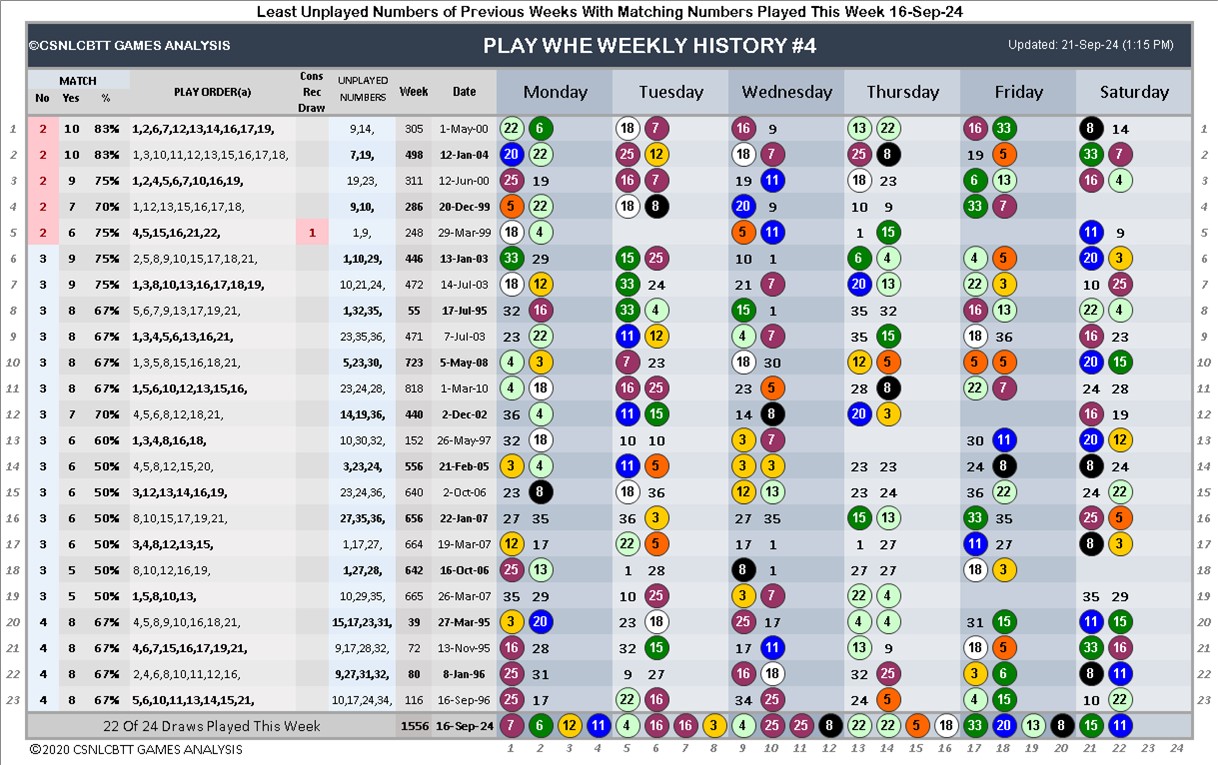 Least Unplayed Numbers of Previous Weeks With Matching Numbers Played This Week 16-Sep-24
©CSNLCBTT GAMES ANALYSIS PLAY WHE WEEKLY HISTORY #4 Updated: 21-Sep-24 (1:15 PM)
MATCH
No Yes % PLAY ORDER(a) Cons Rec Draw UNPLAYED NUMBERS Week Date Monday Tuesday Wednesday Thursday Friday Saturday
1 2 10 83% 1,2,6,7,12,13,14,16,17,19, 9,14, 305 1-May-00 22 6 18 7 16 9 13 22 17 33 8 14 1
2 2 10 83% 1,3,10,11,12,13,15,16,17,18, 7,19, 498 12-Jan-04 20 22 25 12 18 7 25 8 19 5 33 7 2
3 2 9 75% 1,2,4,5,6,7,10,16,19, 19,23, 311 12-Jun-00 25 19 16 7 19 11 18 23 6 13 16 4 3
4 2 7 70% 1,12,13,15,16,17,18 9,10, 286 20-Dec-99 5 22 18 8 20 9 10 9 33 7 4
5 2 6 75% 4,5,15,16,21,22, 1 1,9, 248 29-Mar-99 18 4 5 11 1 15 11 9 5
6 3 9 75% 2,5,8,9,10,15,17,18,21, 1,10,29, 446 13-Jan-03 33 29 15 25 10 1 6 4 4 5 20 3 6
7 3 9 75% 1,3,8,10,13,16,17,18,19, 10,21,24, 472 14-Jul-03 18 12 33 24 21 7 20 13 22 3 10 25 7
8 3 8 67% 5,6,7,9,13,17,19,21, 1,32,35, 55 17-Jul-95 32 16 33 4 15 1 35 32 16 13 22 4 8
9 3 8 67% 1,3,4,5,6,13,16,21, 23,35,36, 471 7-Jul-03 23 22 11 12 4 7 35 15 18 36 16 23 9
10 3 8 67% 1,3,5,8,15,16,18,21, 5,23,30, 723 5-May-08 4 3 7 23 18 30 12 5 5 5 20 15 10
11 3 8 67% 1,5,6,10,12,13,15,16, 23,24,28, 818 1-Mar-10 4 18 16 25 23 5 28 8 22 7 24 28 11
12 3 7 70% 4,5,6,8,12,18,21, 14,19,36, 440 2-Dec-02 36 4 11 15 14 8 20 3 16 19 12
13 3 6 60% 1,3,4,8,16,18, 10,30,32, 152 26-May-97 32 18 10 10 3 7 30 11 20 12 13
14 3 6 50% 4,5,8,12,15,20, 3,23,24, 556 21-Feb-05 3 4 11 5 3 3 23 23 24 8 8 24 14
15 3 6 50% 3,12,13,14,16,19, 23,24,36, 640 2-Oct-06 23 8 18 36 12 13 23 24 36 22 24 22 15
16 3 6 50% 8,10,15,17,19,21, 27,35,36, 656 22-Jan-07 27 35 36 3 27 35 15 13 33 35 25 5 16
17 3 6 50% 3,4,8,12,13,15, 1,17,27, 664 19-Mar-07 12 17 22 5 17 1 1 27 11 27 8 3 17
18 3 5 50% 8,10,12,16,19, 1,27,28, 642 16-Oct-06 25 13 1 28 8 1 27 27 18 3 18
19 3 5 50% 1,5,8,10,13, 10,29,35, 665 26-Mar-07 35 29 10 25 3 7 22 4 35 29 19
20 4 8 67% 4,5,8,9,10,16,18,21, 15,17,23,31, 39 27-Mar-95 3 20 23 18 25 17 4 4 31 15 11 15 20
21 4 8 67% 4,6,7,15,16,17,19,21, 9,17,28,32, 72 13-Nov-95 16 28 32 15 17 11 13 9 18 5 33 16 21
22 4 8 67% 2,4,6,8,10,11,12,16, 9,27,31,32, 80 8-Jan-96 25 31 9 27 16 18 32 25 3 6 8 11 22
23 4 8 67% 5,6,10,11,13,14,15,21, 10,17,24,34, 116 16-Sep-96 25 17 22 16 34 25 24 5 4 15 10 22 23
22 Of 24 Draws Played This Week 1556 16-Sep-24 7 6 12 11 4 16 16 3 4 25 25 12 22 22 5 18 33 20 13 8 15 11
©2020 CSNLCBTT GAMES ANALYSIS 1 2 3 4 5 6 7 8 9 10 11 12 13 14 15 16 17 18 19 20 21 22 23 24